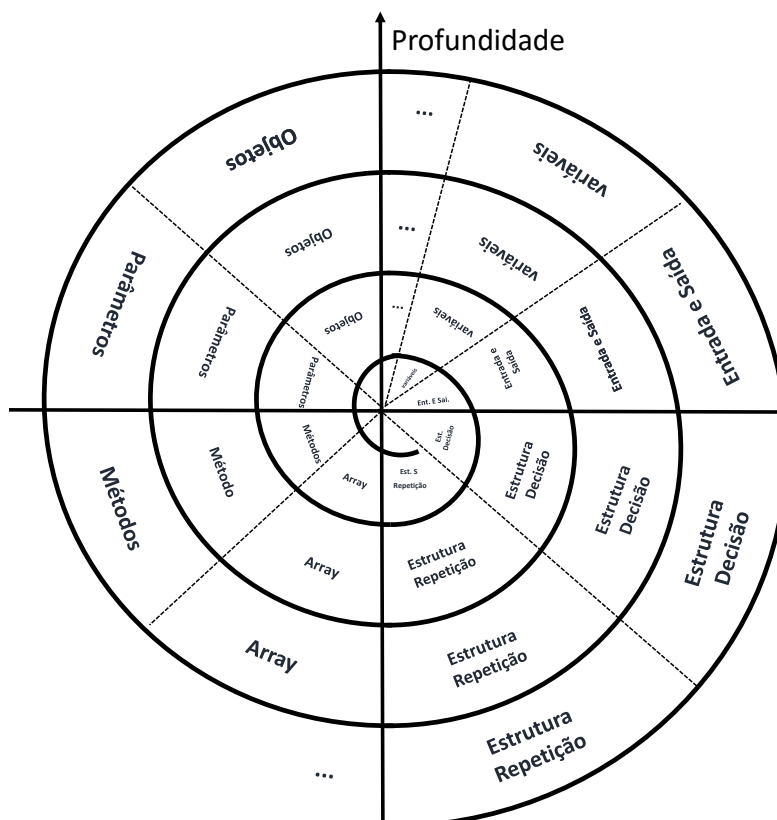 Profundidade
...
variáveis
Entrada e Saída
Estrutura
Decisão
Estrutura
Repetição
...
Array
Métodos
Parâmetros
Objetos
...
variáveis
Entrada e Saída
Estrutura
Decisão
Estrutura
Repetição
Array
Método
Parâmetros
Objetos
...
variáveis
Entrada e
Saída
Estrutura
Decisão
Estrutura
Repetição
Array
Métodos
Parâmetros
Objetos
variáveis
Ent. E Sai.
Est.
Decisão
Est. S
Repetição